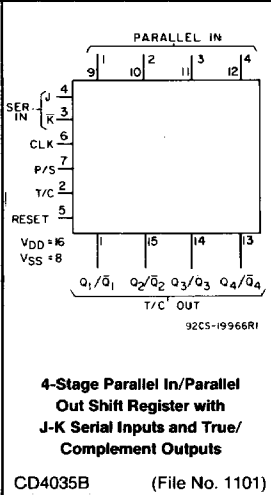 PARALLEL IN
9 1 10 2 11 3 12 4
SER. IN
J 4
K̅ 3
CLK 6
P/S 7
T/C 2
RESET 5
VDD = 16
VSS = 8
1 15 14 13
Q1/Q̅1 Q2/Q̅2 Q3/Q̅3 Q4/Q̅4
T/C OUT
92CS-19966R1
4-Stage Parallel In/Parallel
Out Shift Register with
J-K Serial Inputs and True/
Complement Outputs
CD4035B (File No. 1101)